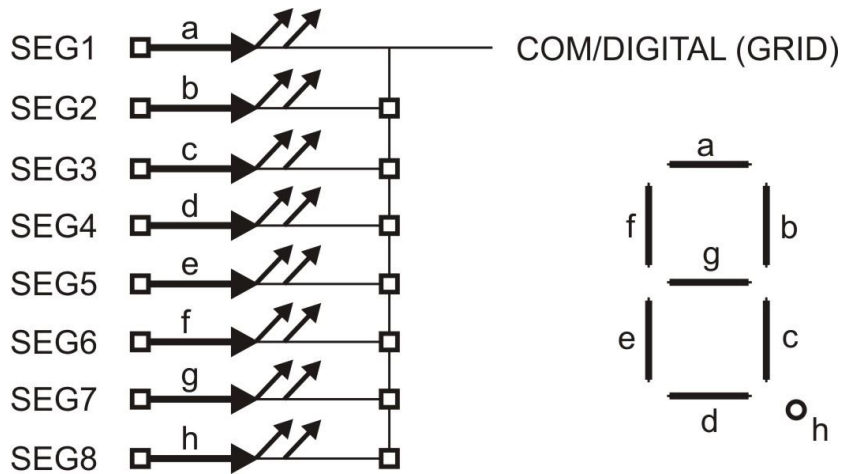 SEG1 a COM/DIGITAL (GRID)
SEG2 b
SEG3 c
SEG4 d
SEG5 e
SEG6 f
SEG7 g
SEG8 h
a
f b
g
e c
d h